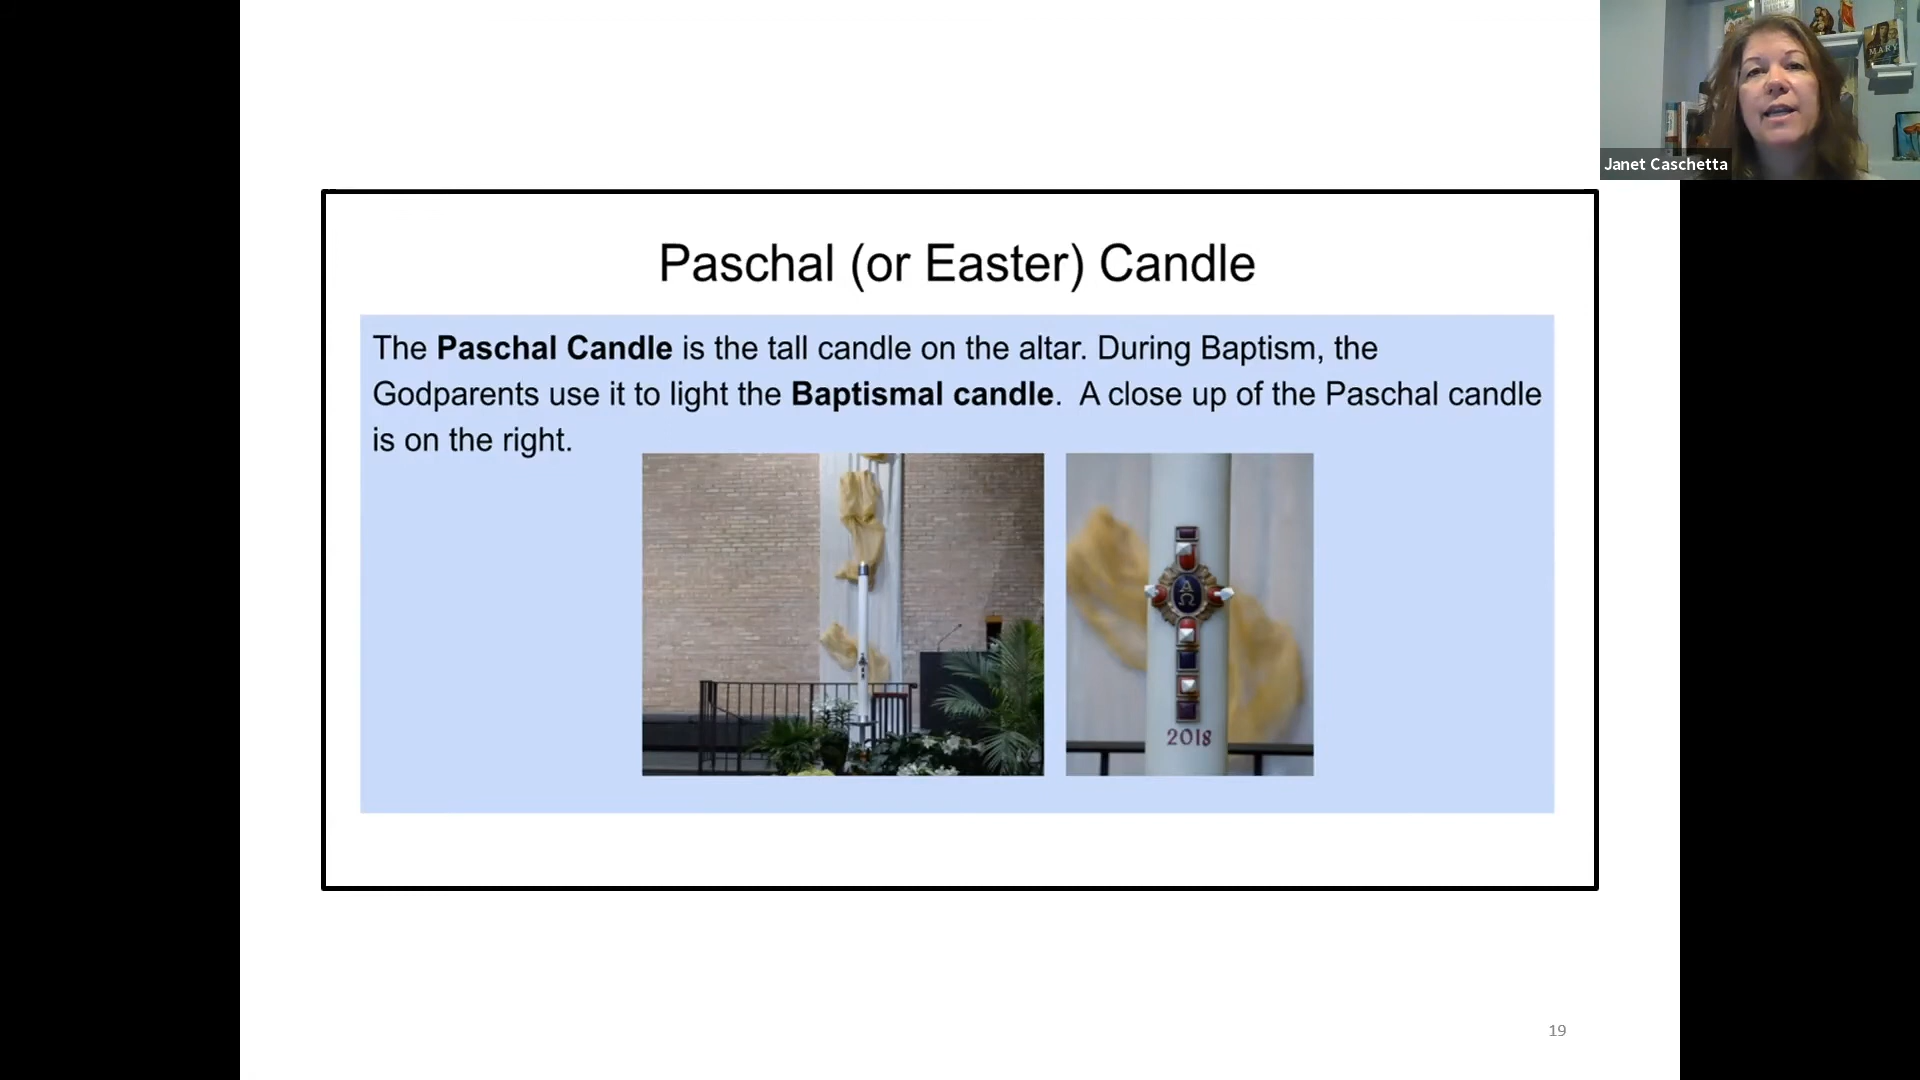 MARY
Janet Caschetta
Paschal (or Easter) Candle
The Paschal Candle is the tall candle on the altar. During Baptism, the
Godparents use it to light the Baptismal candle. A close up of the Paschal candle
is on the right.
Α
Ω
2018
19